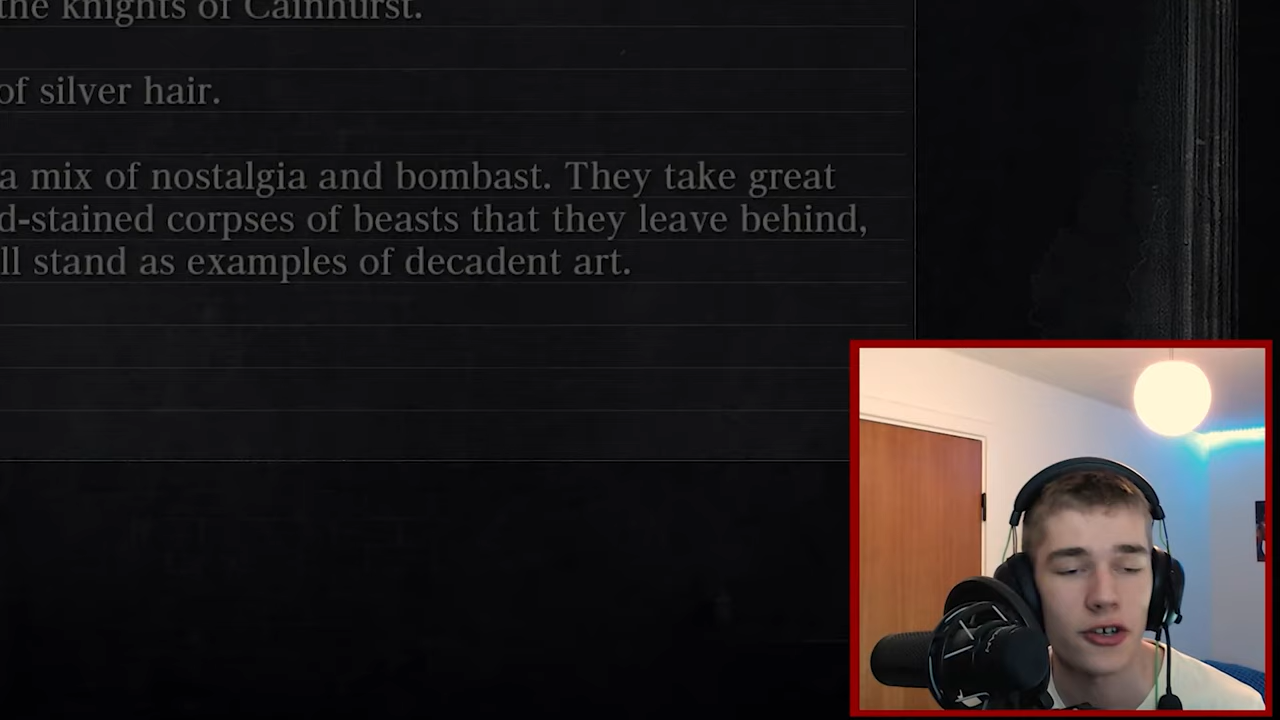 the knights of Cainhurst.
of silver hair.
a mix of nostalgia and bombast. They take great
d-stained corpses of beasts that they leave behind,
ll stand as examples of decadent art.